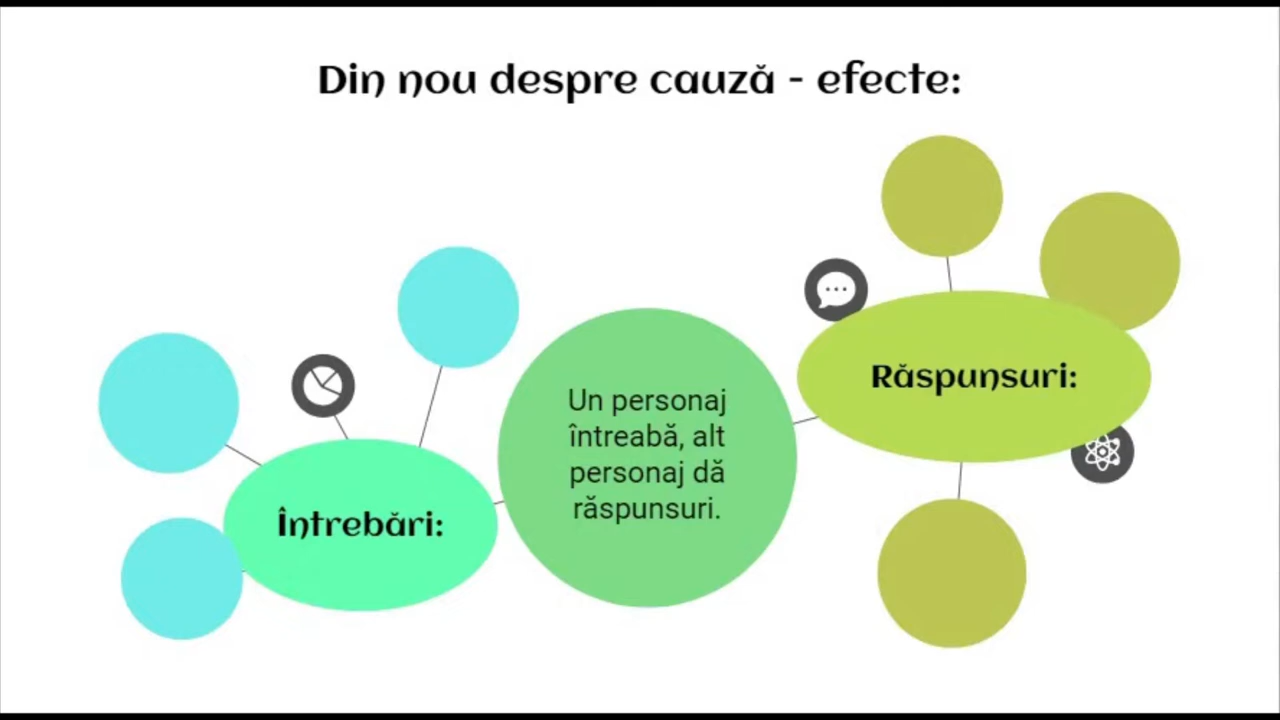 Din nou despre cauză - efecte:
Întrebări:
Un personaj
întreabă, alt
personaj dă
răspunsuri.
Răspunsuri: